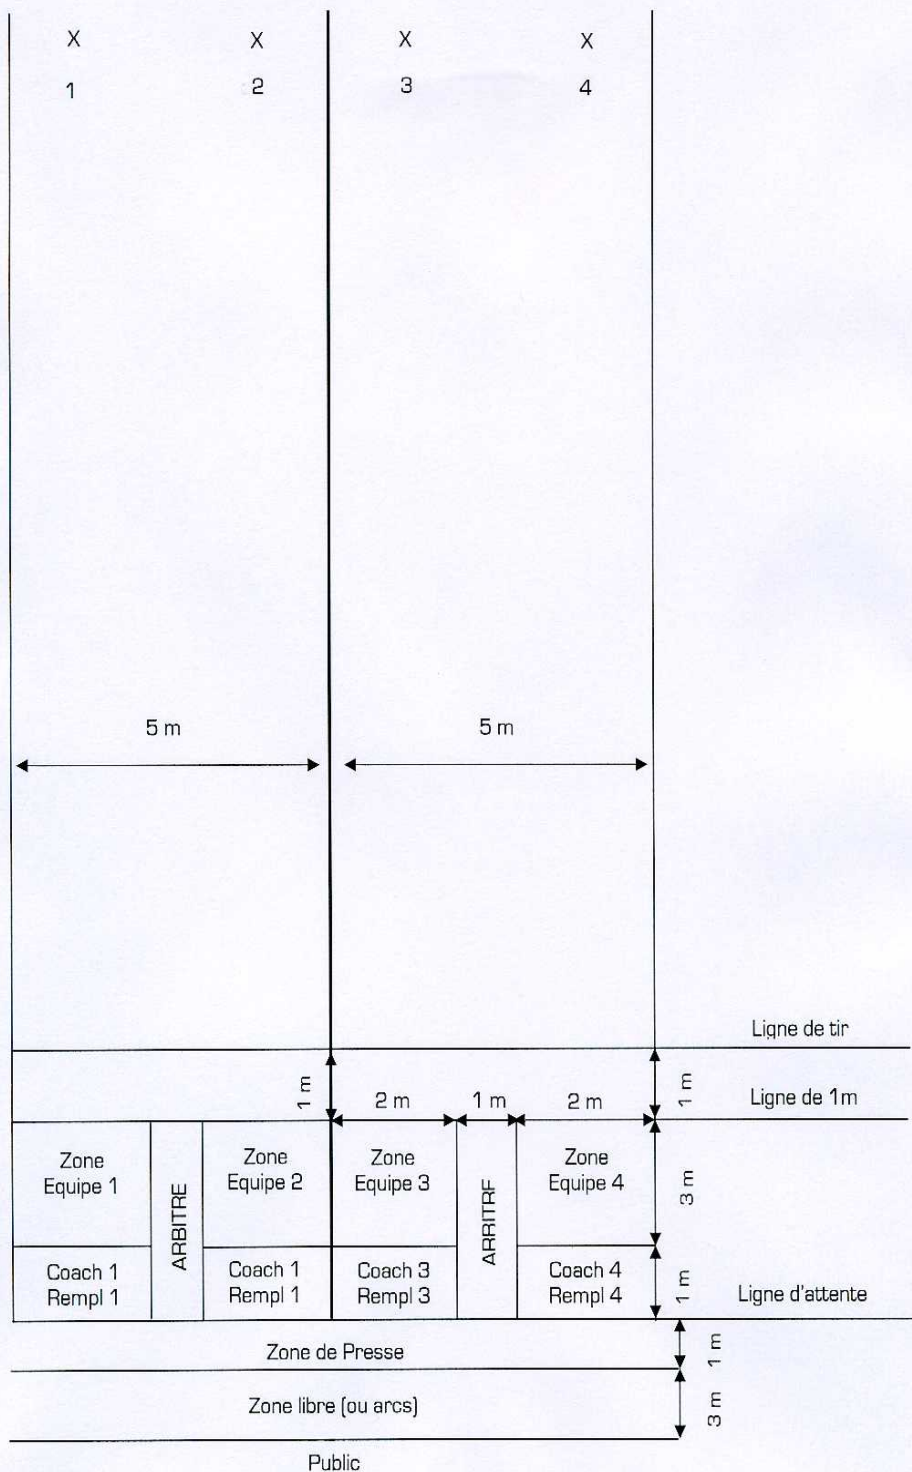 X X X X
1 2 3 4
5 m 5 m
Ligne de tir
1 m 2 m 1 m 2 m 1 m Ligne de 1m
Zone
Equipe 1
ARBITRE
Zone
Equipe 2
Zone
Equipe 3
ARRITRF
Zone
Equipe 4
3 m
Coach 1
Rempl 1
Coach 1
Rempl 1
Coach 3
Rempl 3
Coach 4
Rempl 4
1 m
Ligne d'attente
Zone de Presse
1 m
Zone libre (ou arcs)
3 m
Public